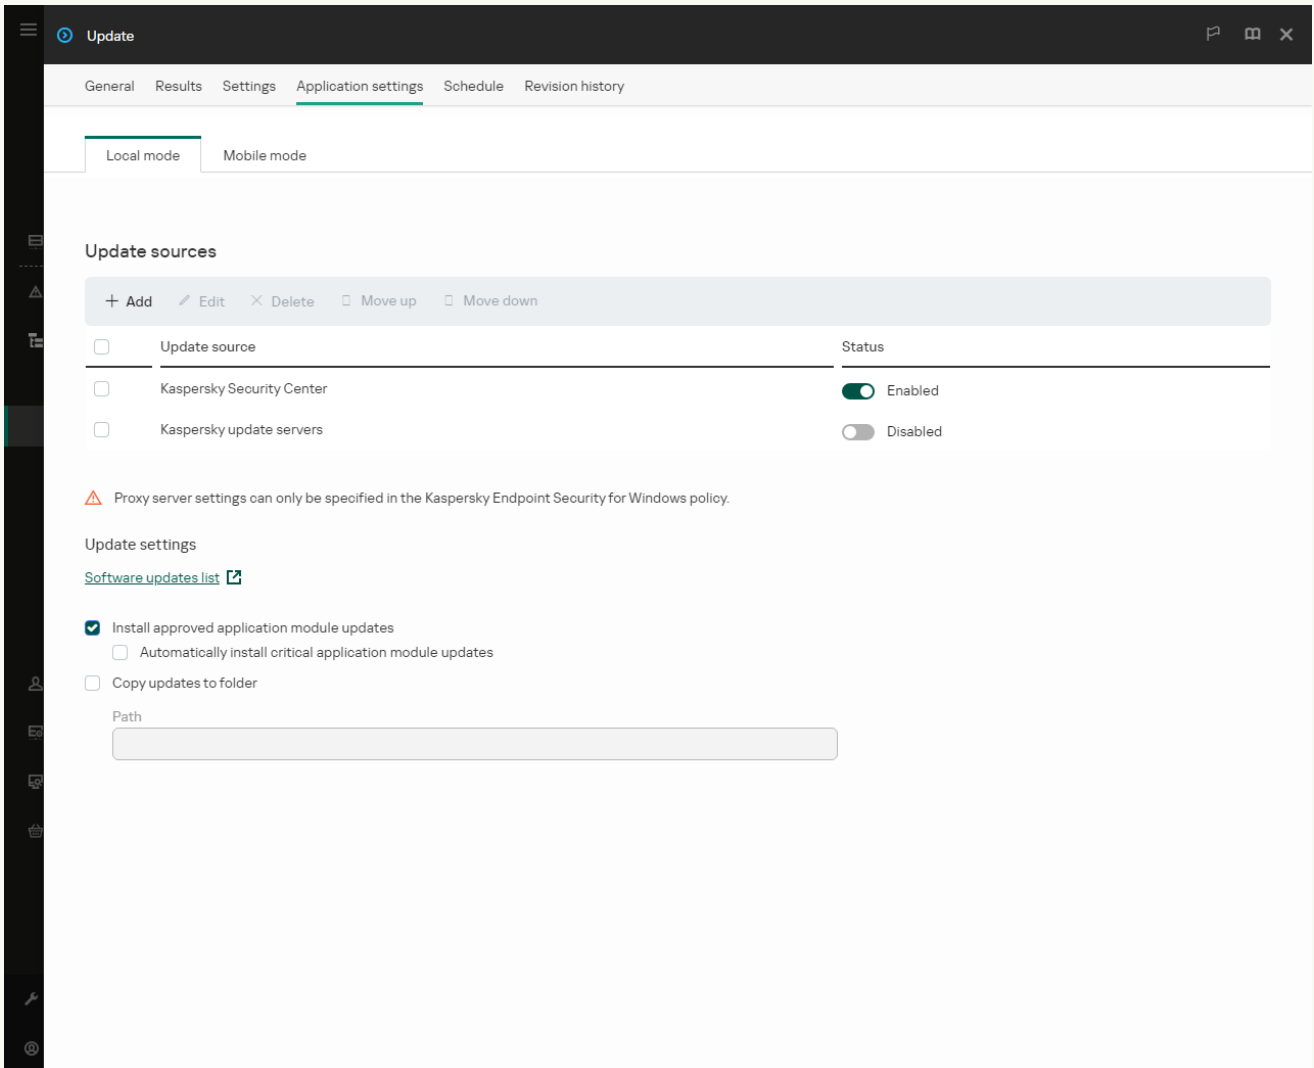 Update
General Results Settings Application settings Schedule Revision history
Local mode Mobile mode
Update sources
Add Edit Delete Move up Move down
Update source Status
Kaspersky Security Center Enabled
Kaspersky update servers Disabled
Proxy server settings can only be specified in the Kaspersky Endpoint Security for Windows policy.
Update settings
Software updates list
Install approved application module updates
Automatically install critical application module updates
Copy updates to folder
Path